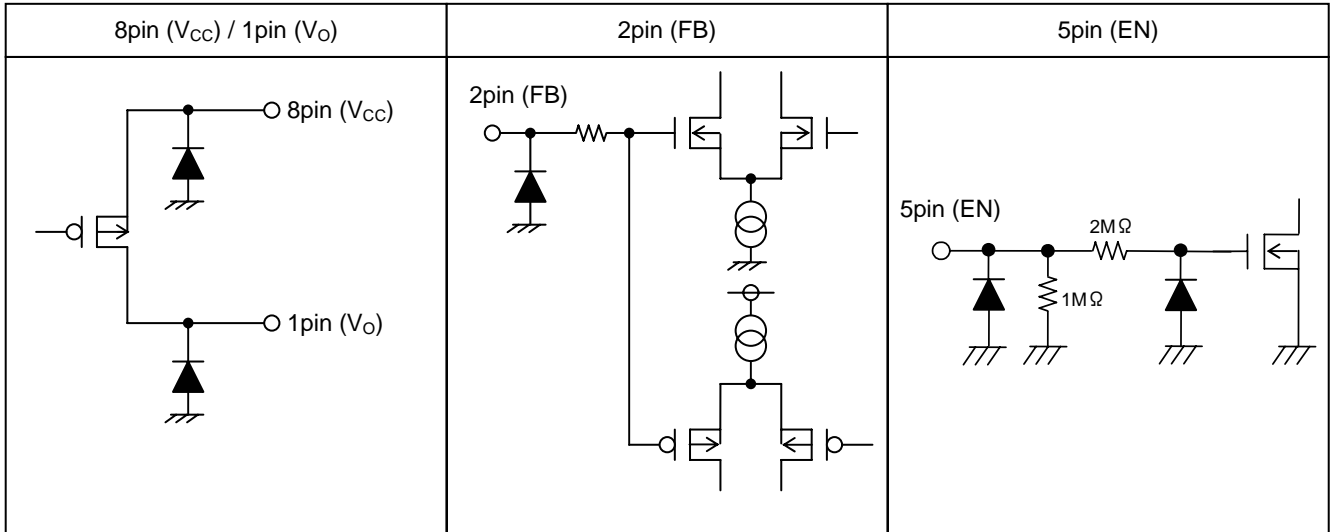 8pin (VCC) / 1pin (VO)
2pin (FB)
5pin (EN)
8pin (VCC)
1pin (VO)
2pin (FB)
5pin (EN)
2MΩ
1MΩ